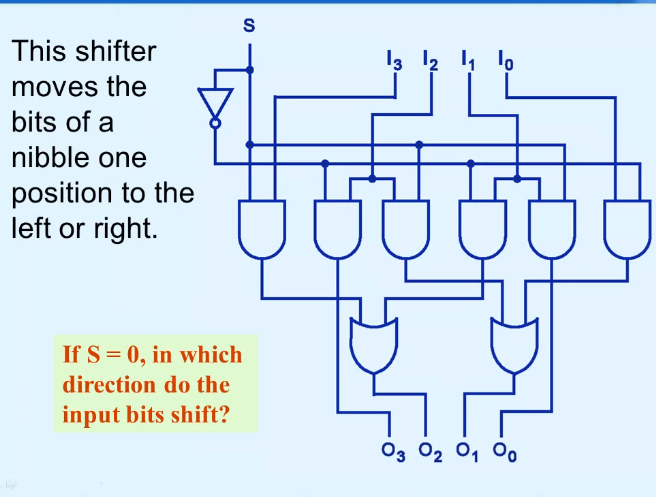 S
This shifter
moves the
bits of a
nibble one
position to the
left or right.
I3 I2 I1 I0
If S = 0, in which
direction do the
input bits shift?
O3 O2 O1 O0